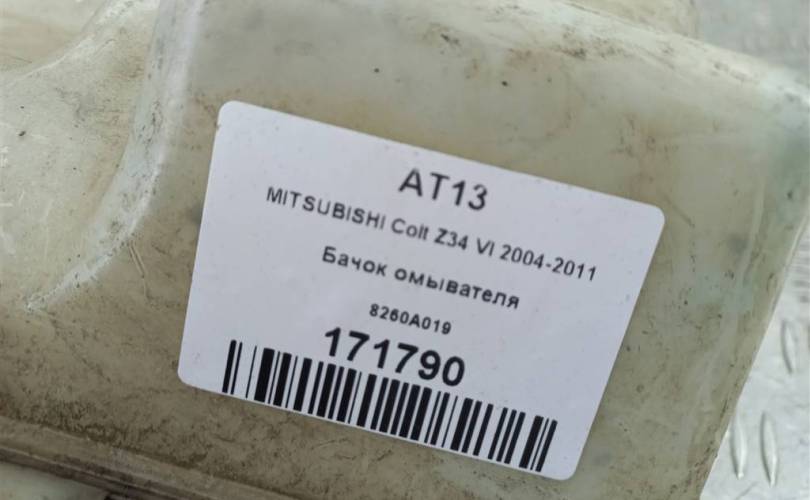 AT13
MITSUBISHI Colt Z34 VI 2004-2011
Бачок омывателя
8260A019
171790